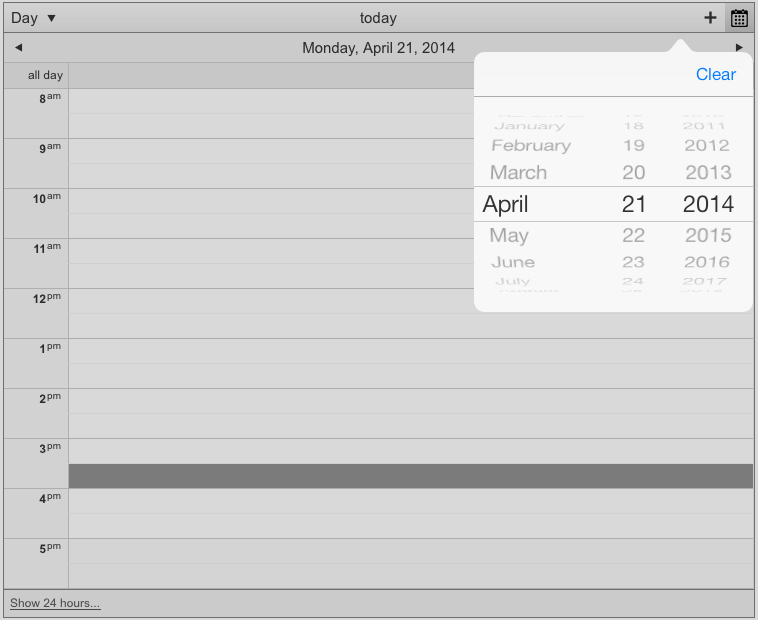 Day ▼ today +
◄ Monday, April 21, 2014 ►
Clear
all day
8 am
9 am
10 am
11 am
12 pm
1 pm
2 pm
3 pm
4 pm
5 pm
January 18 2011
February 19 2012
March 20 2013
April 21 2014
May 22 2015
June 23 2016
July 24 2017
Show 24 hours...